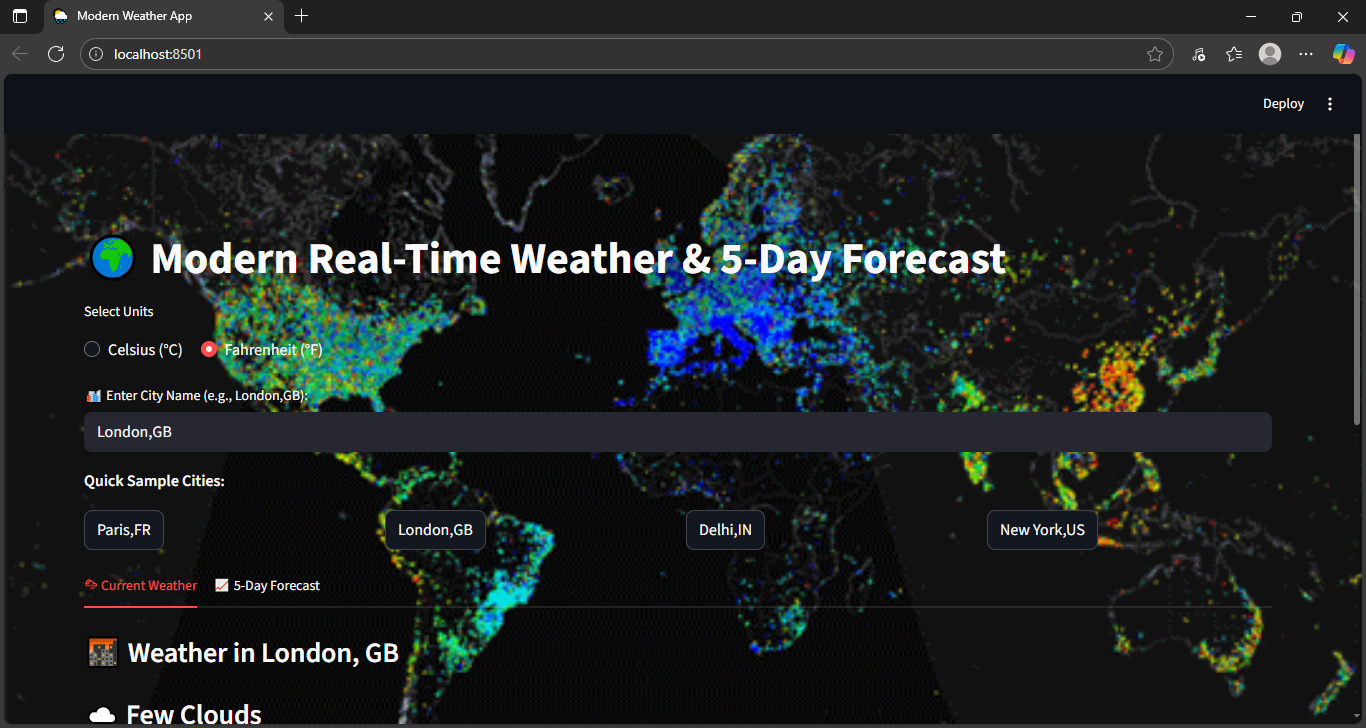 Modern Weather App
localhost:8501
Deploy
Modern Real-Time Weather & 5-Day Forecast
Select Units
Celsius (°C) Fahrenheit (°F)
Enter City Name (e.g., London,GB):
London,GB
Quick Sample Cities:
Paris,FR London,GB Delhi,IN New York,US
Current Weather 5-Day Forecast
Weather in London, GB
Few Clouds